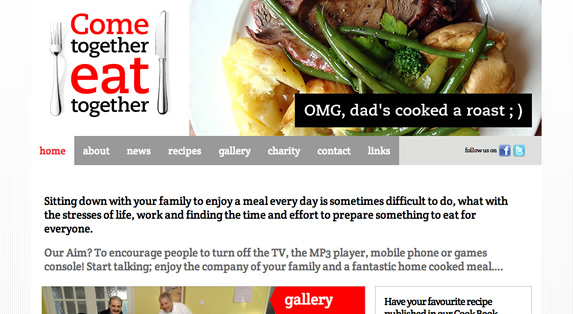 Come
together
eat
together
OMG, dad's cooked a roast ; )
home about news recipes gallery charity contact links follow us on
Sitting down with your family to enjoy a meal every day is sometimes difficult to do, what with
the stresses of life, work and finding the time and effort to prepare something to eat for
everyone.
Our Aim? To encourage people to turn off the TV, the MP3 player, mobile phone or games
console! Start talking; enjoy the company of your family and a fantastic home cooked meal....
gallery
Have your favourite recipe
published in our Cook Book